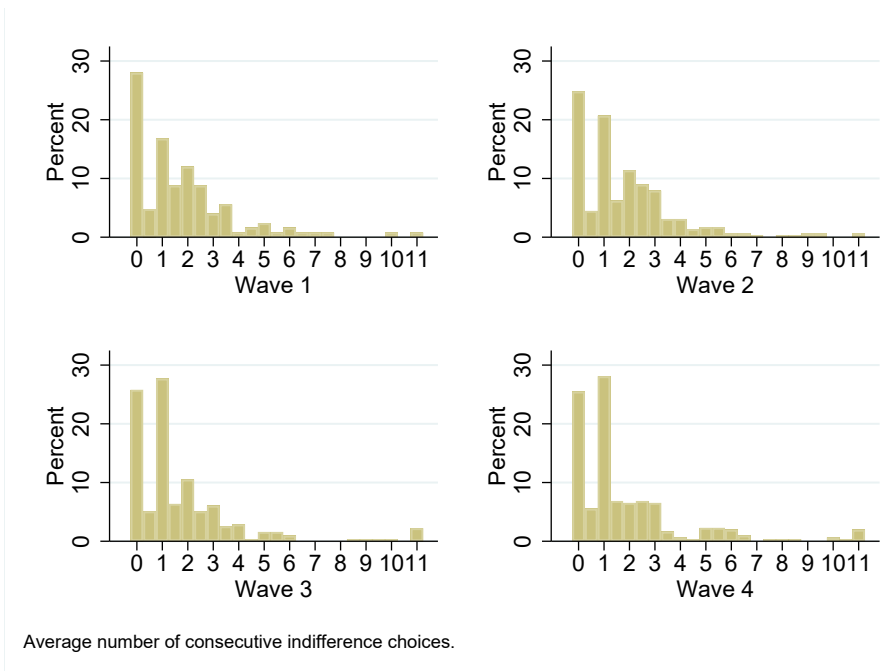 Percent
0 10 20 30
0 1 2 3 4 5 6 7 8 9 10 11
Wave 1
Percent
0 10 20 30
0 1 2 3 4 5 6 7 8 9 10 11
Wave 2
Percent
0 10 20 30
0 1 2 3 4 5 6 7 8 9 10 11
Wave 3
Percent
0 10 20 30
0 1 2 3 4 5 6 7 8 9 10 11
Wave 4
Average number of consecutive indifference choices.